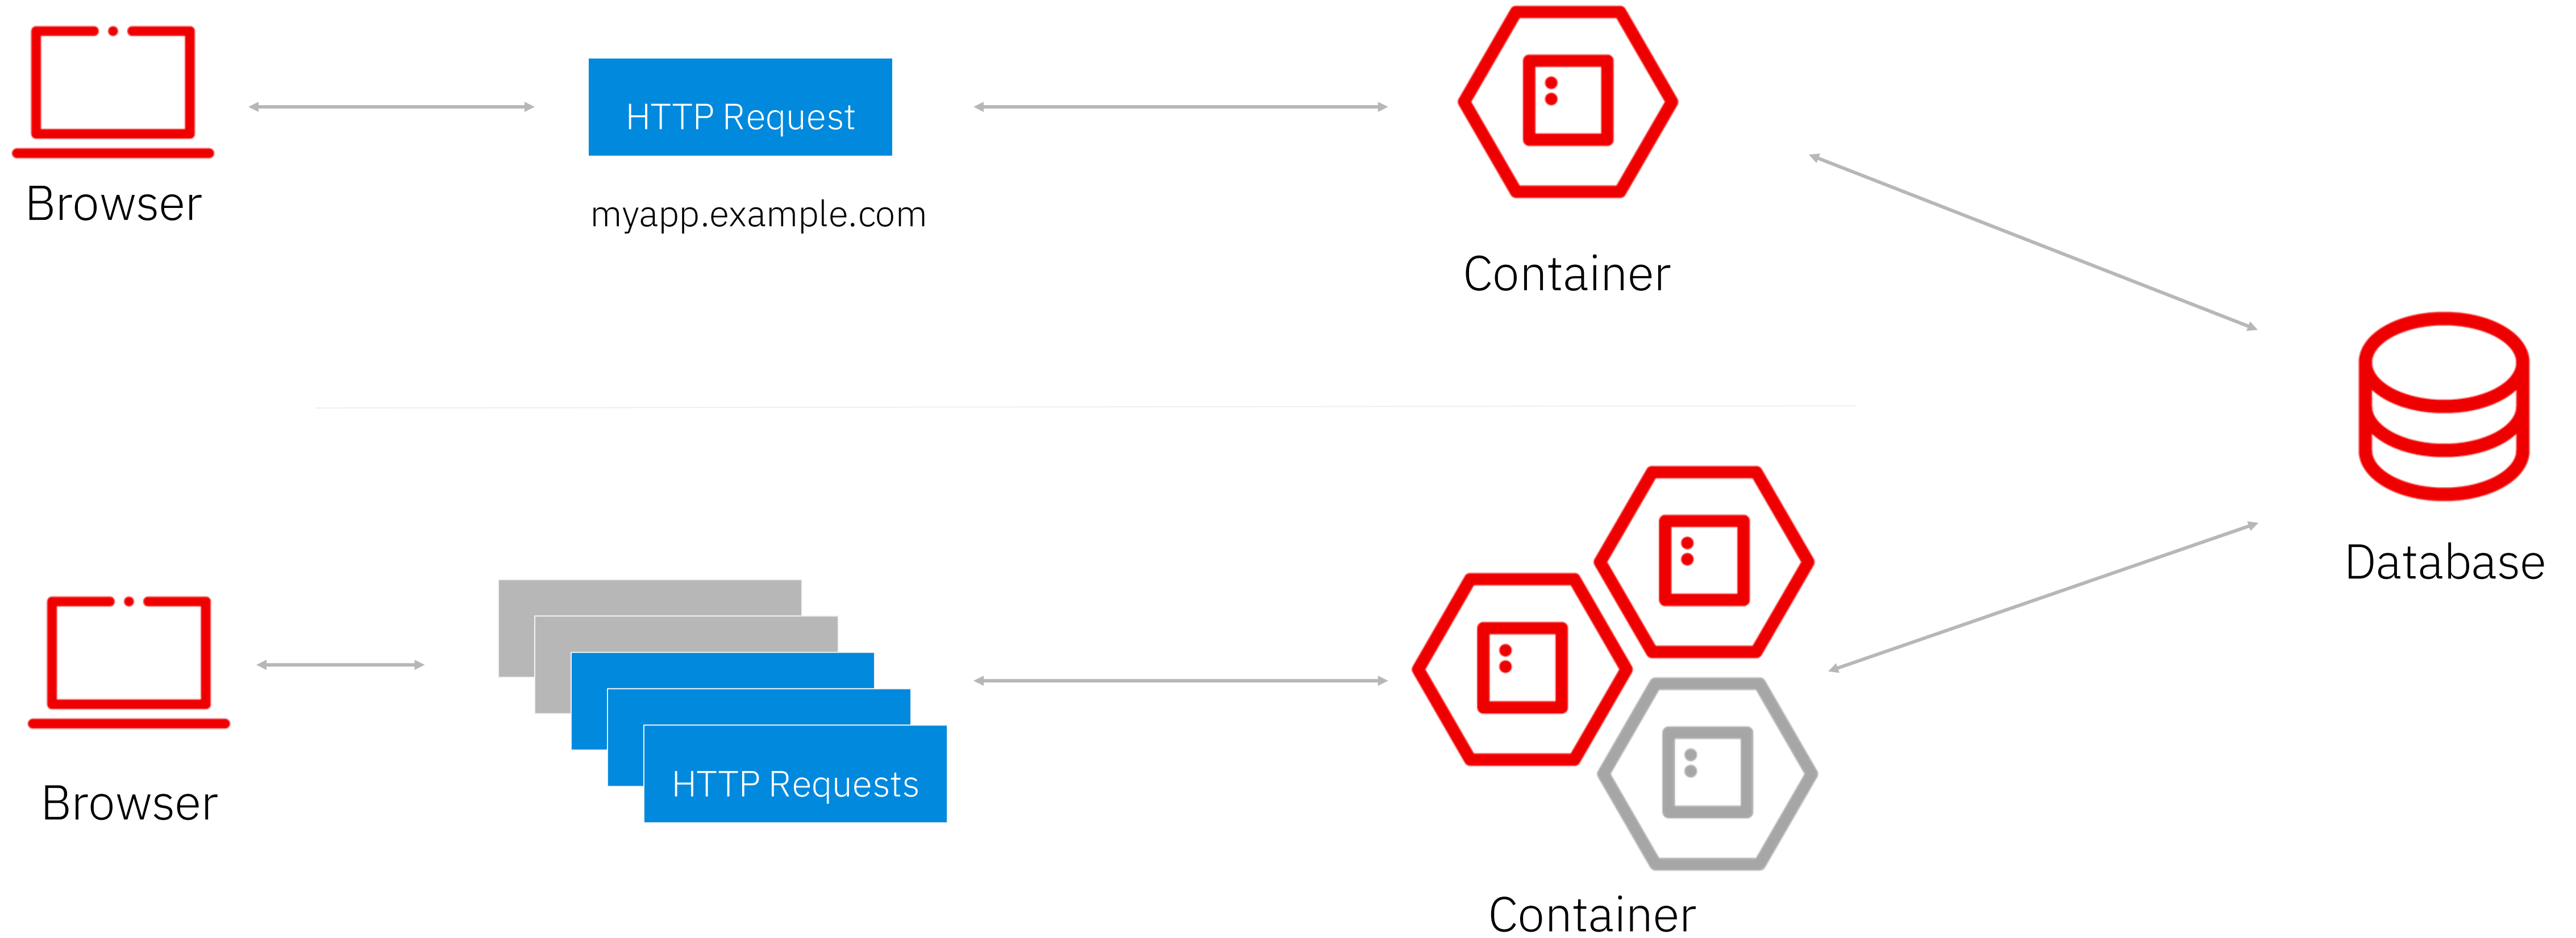 Browser
HTTP Request
myapp.example.com
Container
Database
Browser
HTTP Requests
Container